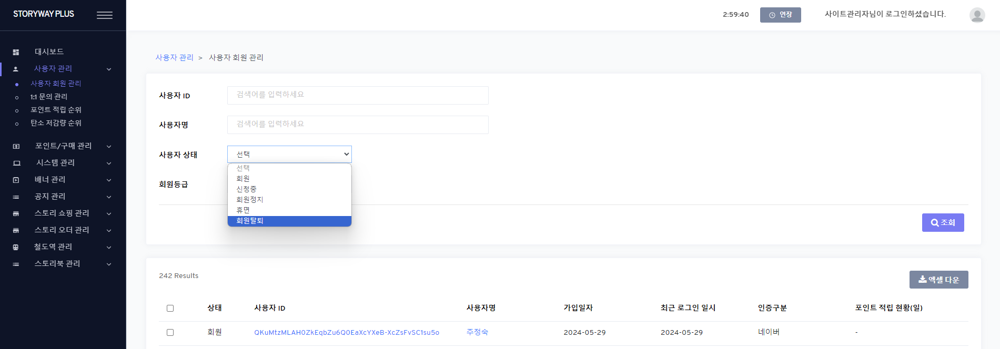 STORYWAY PLUS
2:59:40
연장
사이트관리자님이 로그인하셨습니다.
대시보드
사용자 관리
사용자 회원 관리
1:1 문의 관리
포인트 적립 순위
탄소 저감량 순위
포인트/구매 관리
시스템 관리
배너 관리
공지 관리
스토리 쇼핑 관리
스토리 오더 관리
철도역 관리
스토리북 관리
사용자 관리 > 사용자 회원 관리
사용자 ID 검색어를 입력하세요
사용자명 검색어를 입력하세요
사용자 상태 선택
선택
회원
신청중
회원정지
휴면
회원탈퇴
회원등급
조회
242 Results
엑셀 다운
상태 사용자 ID 사용자명 가입일자 최근 로그인 일시 인증구분 포인트 적립 현황(일)
회원 QKuMtzMLAH0ZkEqbZu6Q0EaXcYXeB-XcZsFvSC1su5o 주정숙 2024-05-29 2024-05-29 네이버 -